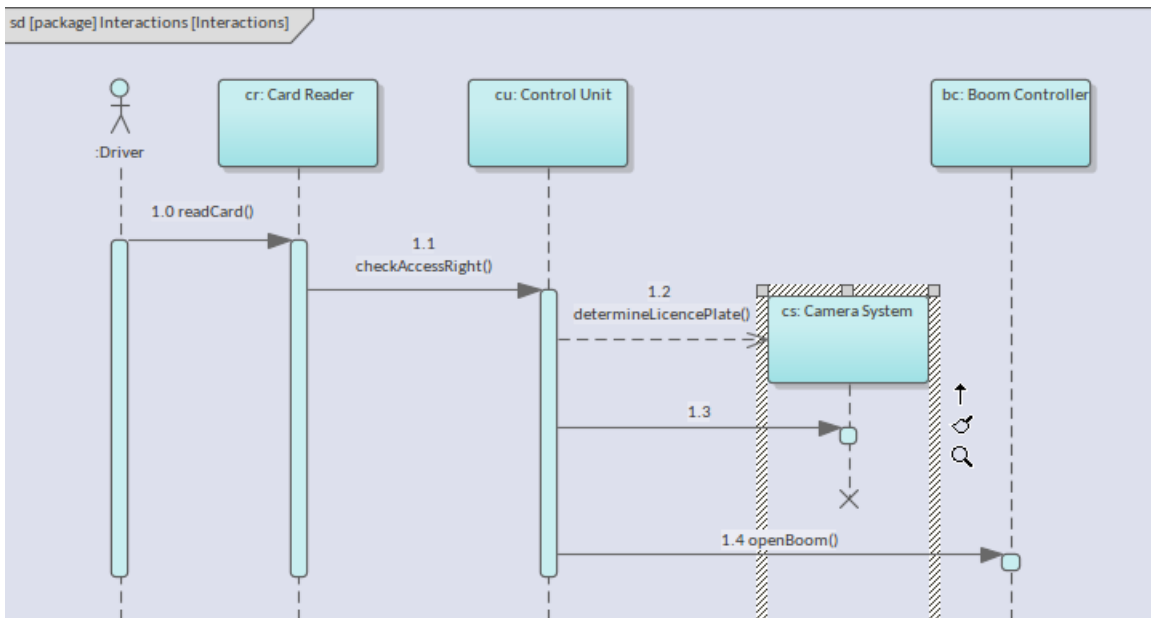 sd [package] Interactions [Interactions]
cr: Card Reader
cu: Control Unit
bc: Boom Controller
:Driver
1.0 readCard()
1.1
checkAccessRight()
1.2
determineLicencePlate()
cs: Camera System
1.3
1.4 openBoom()